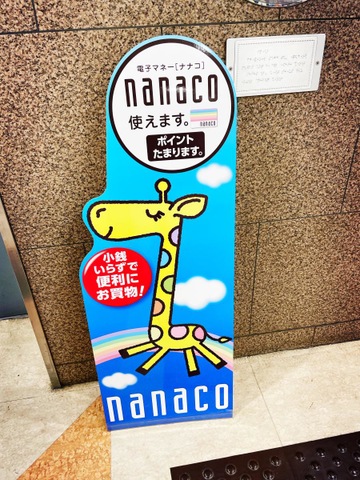 電子マネー[ナナコ]
nanaco
使えます。
nanaco
ポイント
たまります。
小銭
いらずで
便利に
お買物!
nanaco